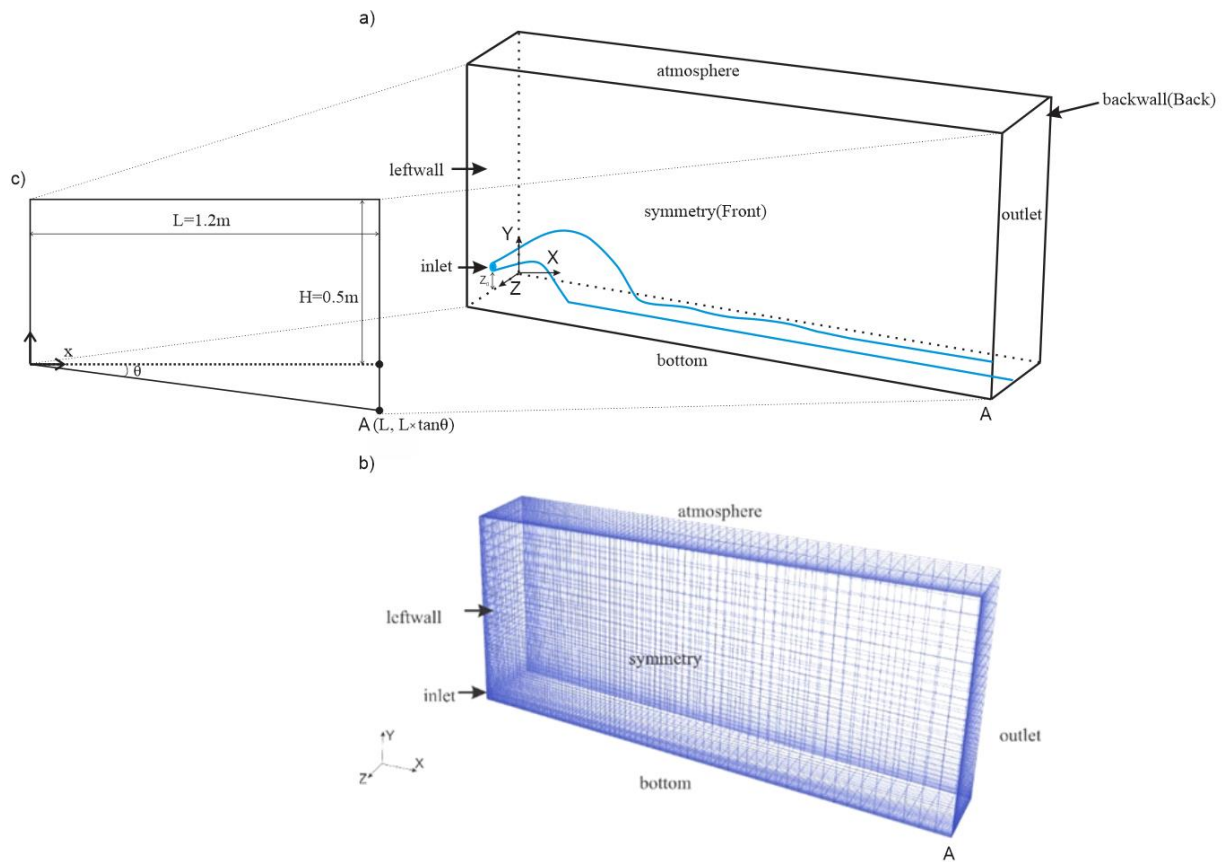 a)
atmosphere
backwall(Back)
leftwall
c)
symmetry(Front)
outlet
L=1.2m
Y
X
inlet
Z₀
Z
H=0.5m
x
θ
bottom
A (L, L×tanθ)
A
b)
atmosphere
leftwall
symmetry
inlet
outlet
Y
X
Z
bottom
A